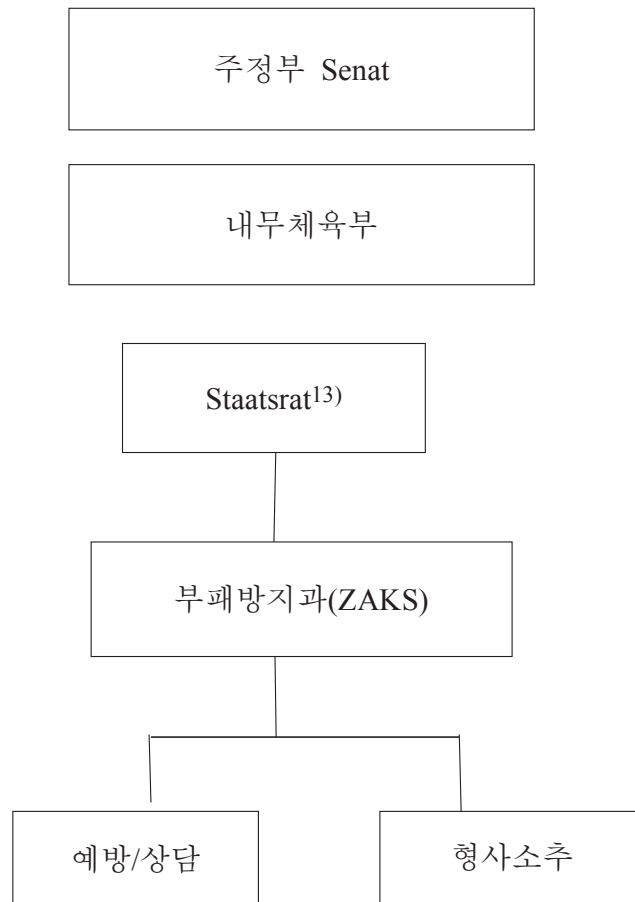 주정부 Senat
내무체육부
Staatsrat13)
부패방지과(ZAKS)
예방/상담
형사소추